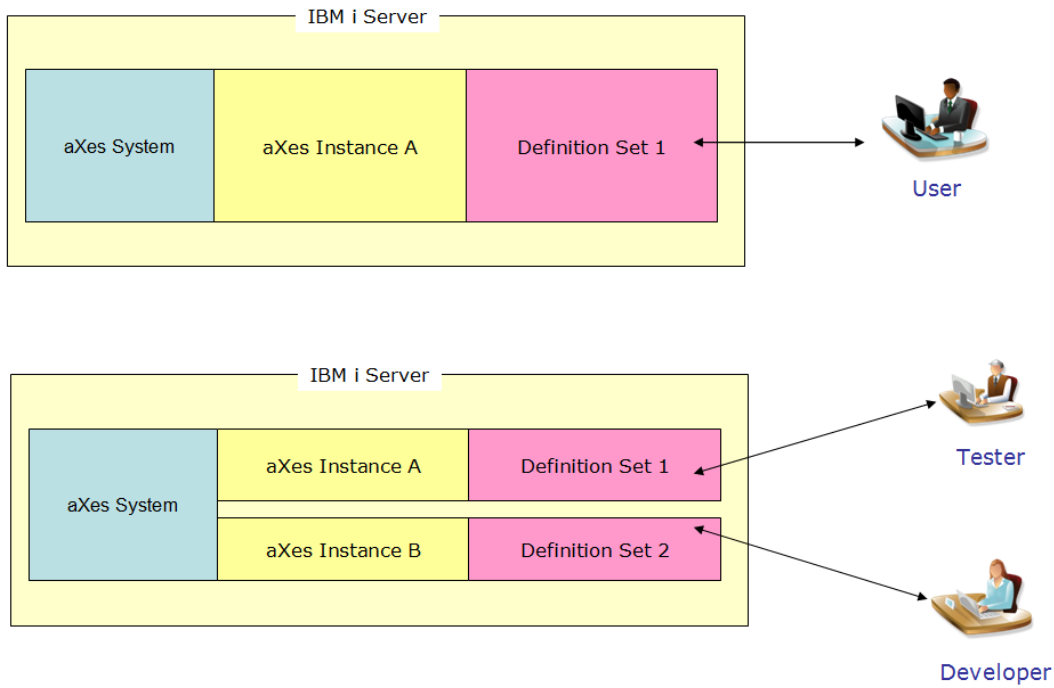 IBM i Server
aXes System
aXes Instance A
Definition Set 1
User
IBM i Server
aXes System
aXes Instance A
Definition Set 1
aXes Instance B
Definition Set 2
Tester
Developer